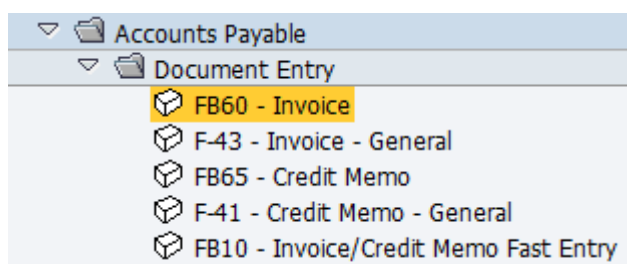 Accounts Payable
Document Entry
FB60 - Invoice
F-43 - Invoice - General
FB65 - Credit Memo
F-41 - Credit Memo - General
FB10 - Invoice/Credit Memo Fast Entry